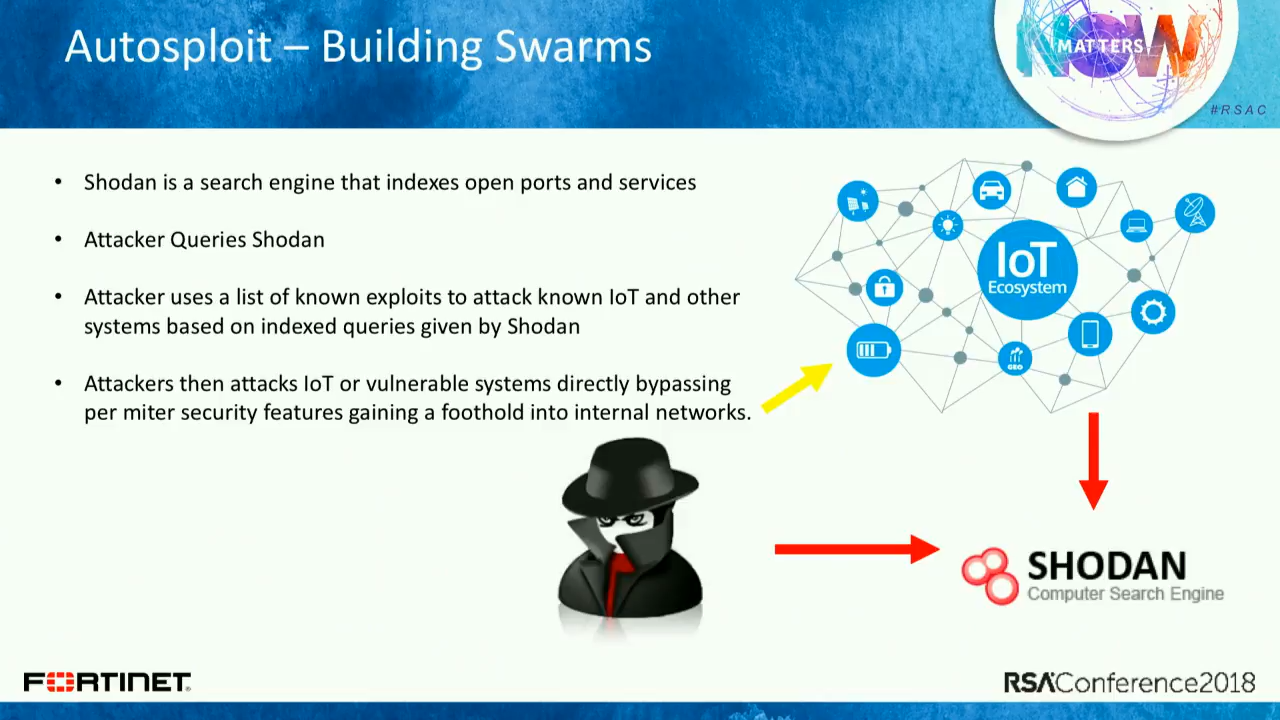 Autosploit – Building Swarms
NOW
MATTERS
#RSAC
• Shodan is a search engine that indexes open ports and services
• Attacker Queries Shodan
• Attacker uses a list of known exploits to attack known IoT and other
systems based on indexed queries given by Shodan
• Attackers then attacks IoT or vulnerable systems directly bypassing
per miter security features gaining a foothold into internal networks.
IoT
Ecosystem
GEO
SHODAN
Computer Search Engine
FORTINET
RSAConference2018